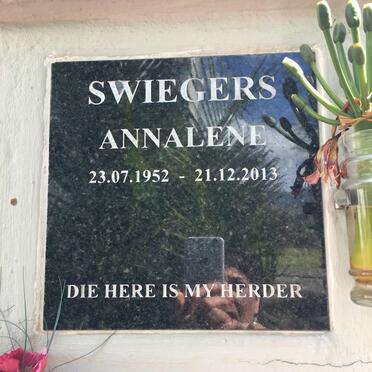 SWIEGERS
ANNALENE
23.07.1952 - 21.12.2013
DIE HERE IS MY HERDER